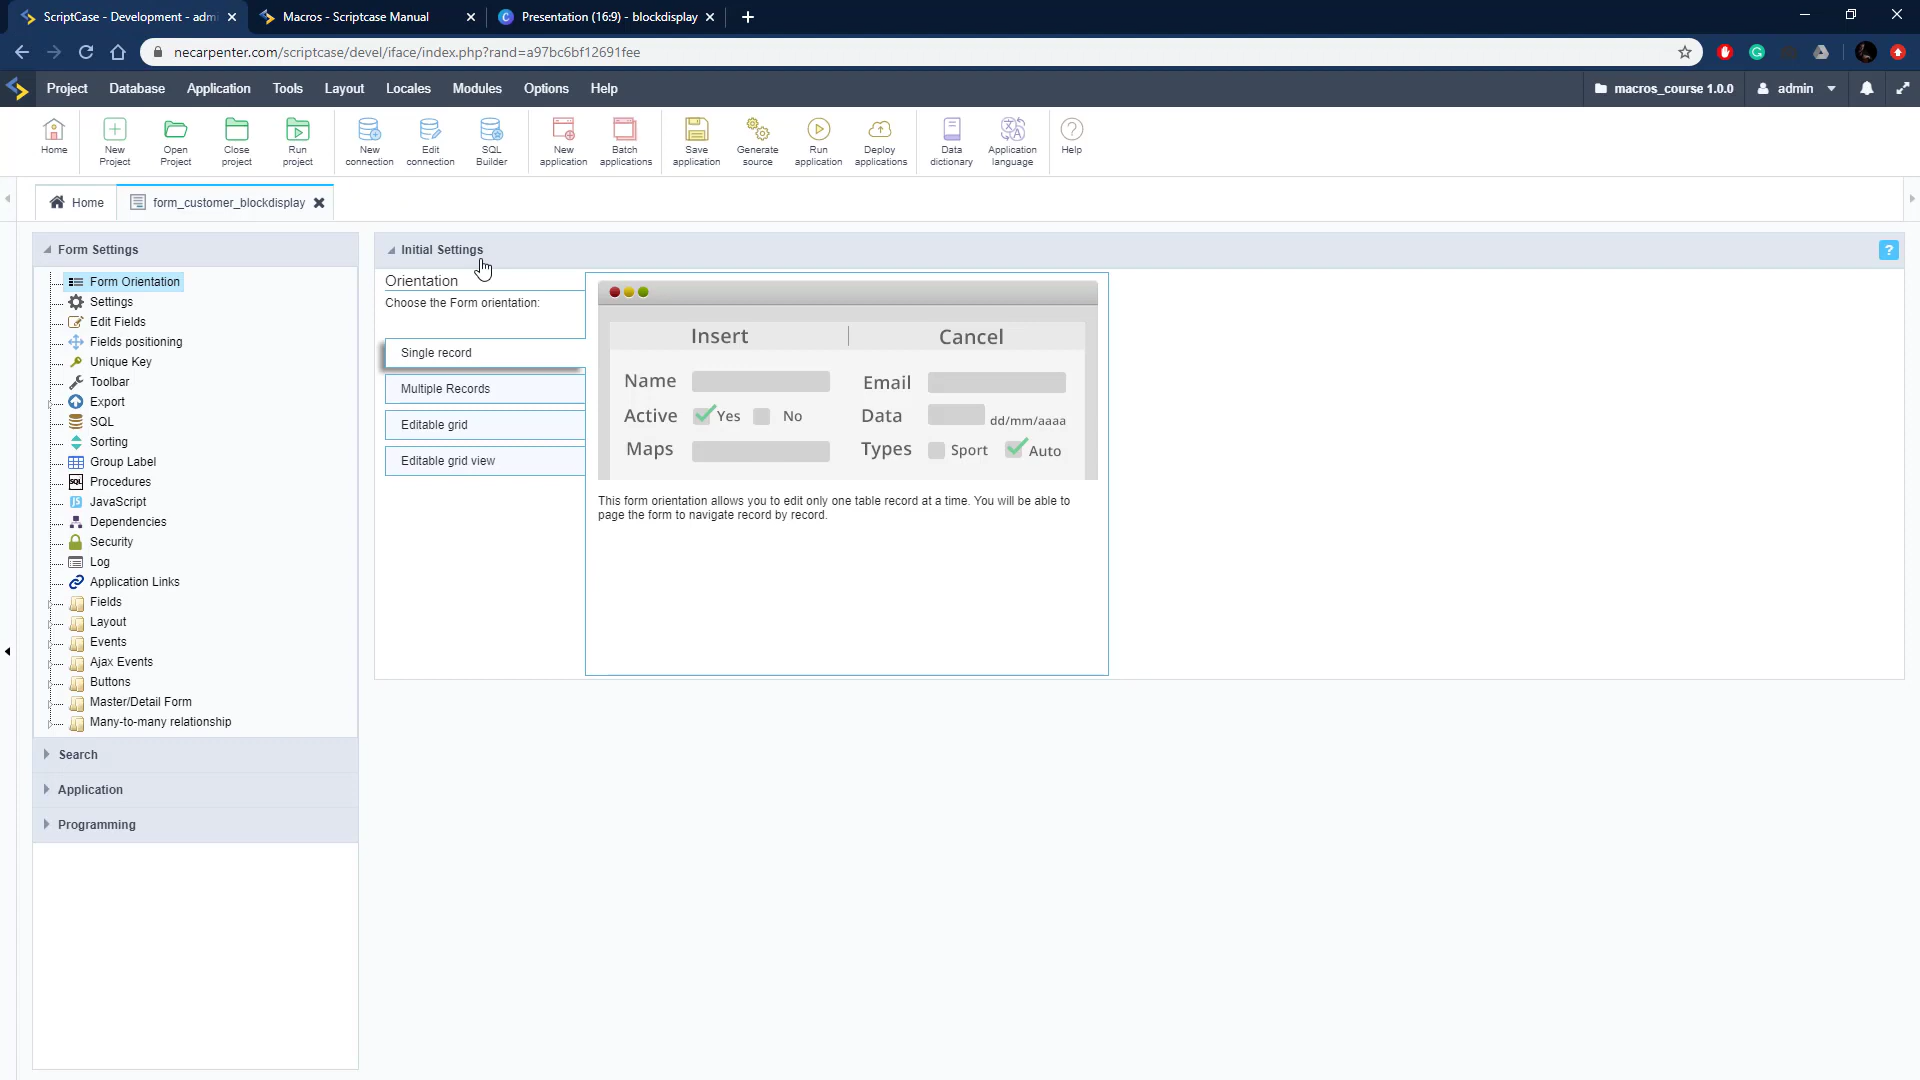 ScriptCase - Development - admi
Macros - Scriptcase Manual
Presentation (16:9) - blockdisplay
necarpenter.com/scriptcase/devel/iface/index.php?rand=a97bc6bf12691fee
Project Database Application Tools Layout Locales Modules Options Help
macros_course 1.0.0 admin
Home
New Project
Open Project
Close project
Run project
New connection
Edit connection
SQL Builder
New application
Batch applications
Save application
Generate source
Run application
Deploy applications
Data dictionary
Application language
Help
Home
form_customer_blockdisplay
Form Settings
Form Orientation
Settings
Edit Fields
Fields positioning
Unique Key
Toolbar
Export
SQL
Sorting
Group Label
SQL Procedures
JS JavaScript
Dependencies
Security
Log
Application Links
Fields
Layout
Events
Ajax Events
Buttons
Master/Detail Form
Many-to-many relationship
Search
Application
Programming
Initial Settings
?
Orientation
Choose the Form orientation:
Single record
Multiple Records
Editable grid
Editable grid view
Insert Cancel
Name Email
Active Yes No Data dd/mm/aaaa
Maps Types Sport Auto
This form orientation allows you to edit only one table record at a time. You will be able to
page the form to navigate record by record.